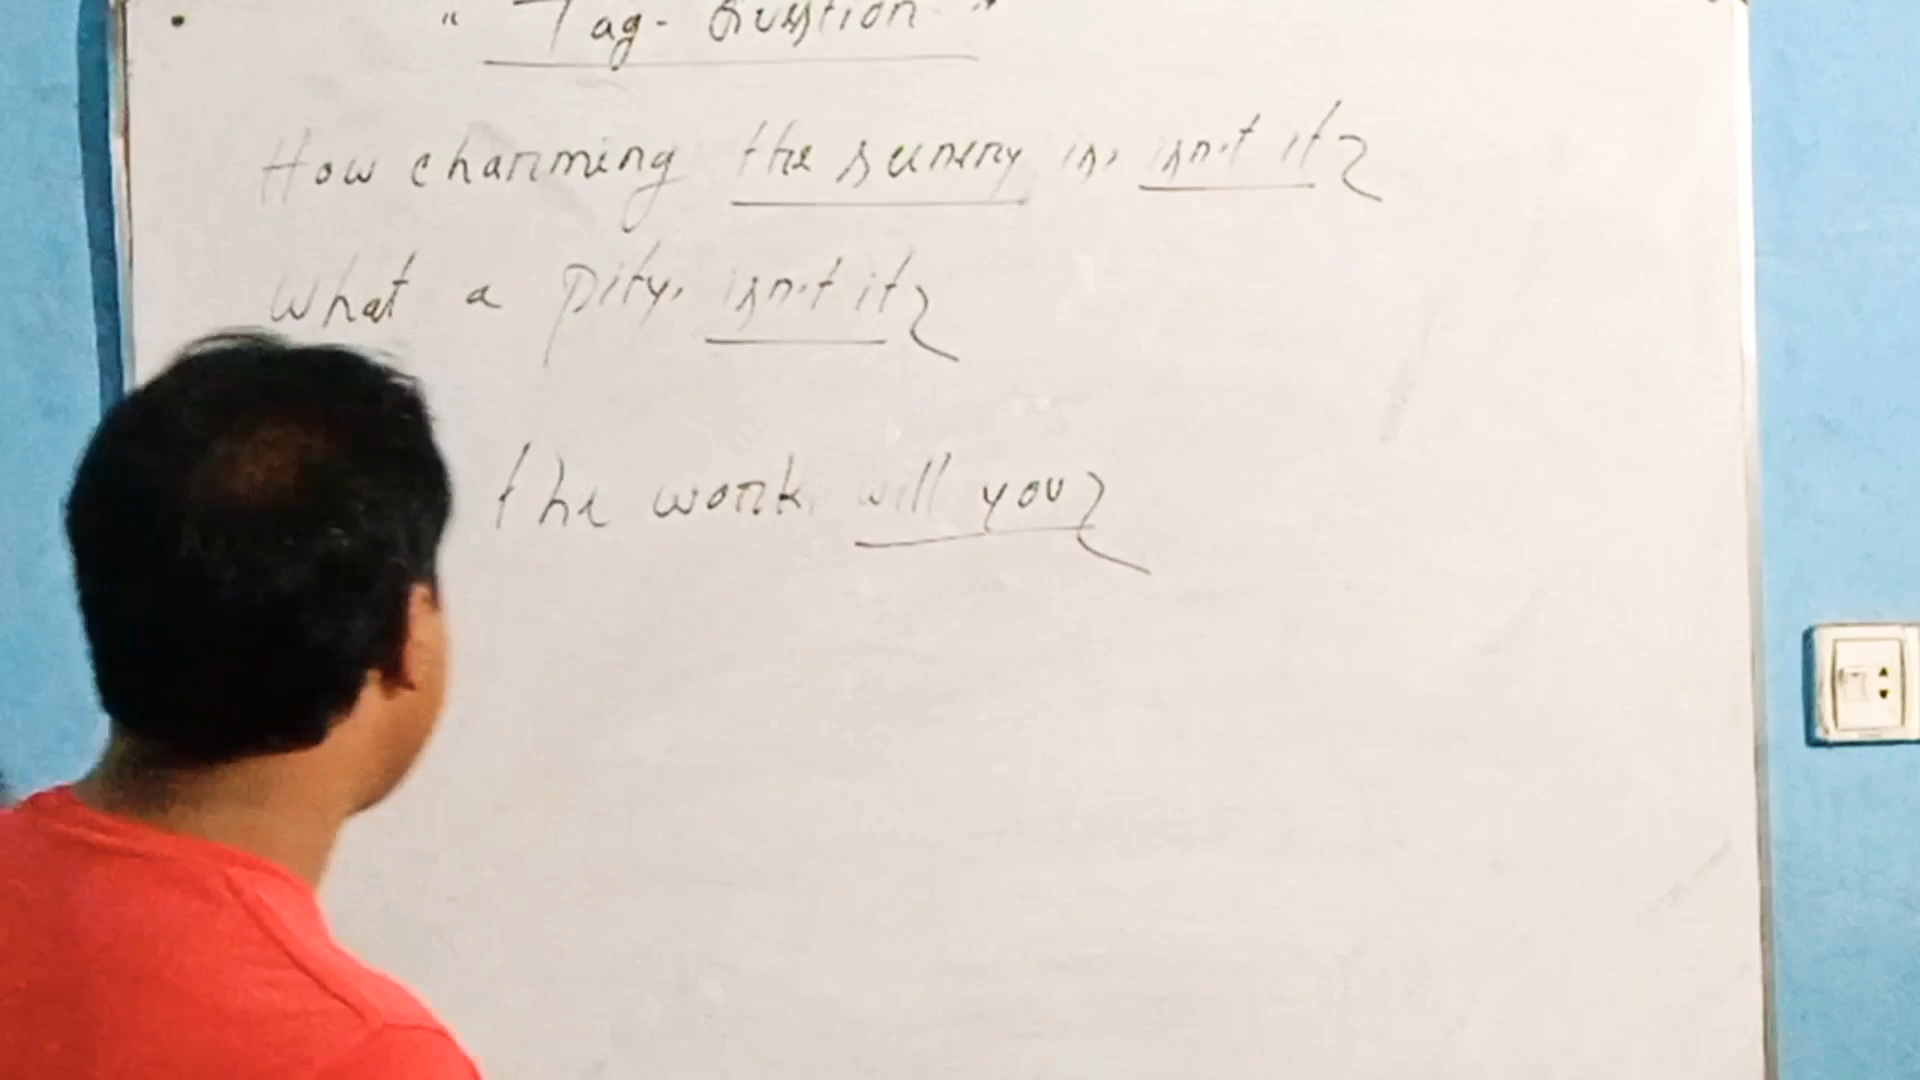 " Tag- Question "
How charming the scenery is, isn't it?
What a pity, isn't it?
the work, will you?